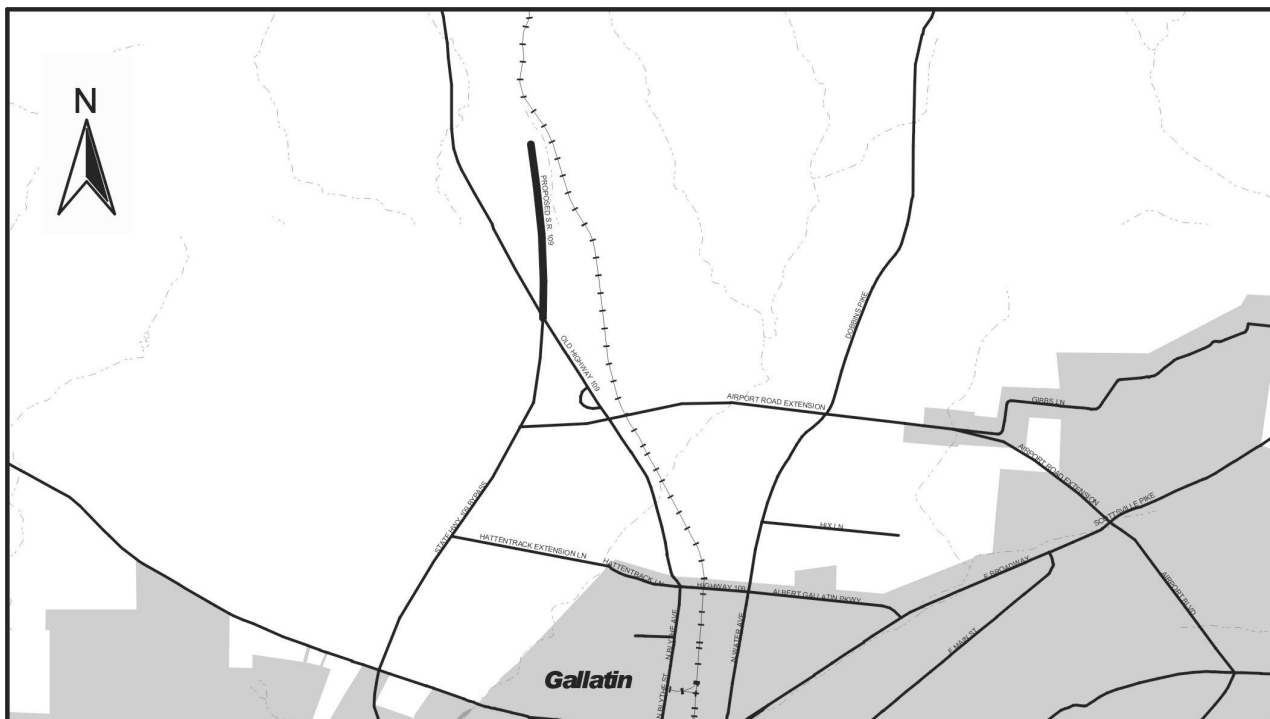 N
PROPOSED S.R. 109
DOBBINS PIKE
OLD HIGHWAY 109
AIRPORT ROAD EXTENSION
GIBBS LN
AIRPORT ROAD EXTENSION
STATE HWY 109 BYPASS
SCOTTSVILLE PIKE
HIX LN
HATTENTRACK EXTENSION LN
HATTENTRACK LN
HIGHWAY 109
ALBERT GALLATIN PKWY
E BROADWAY
AIRPORT BLVD
N BLYTHE AVE
N WATER AVE
E MAIN ST
Gallatin
N BLYTHE ST